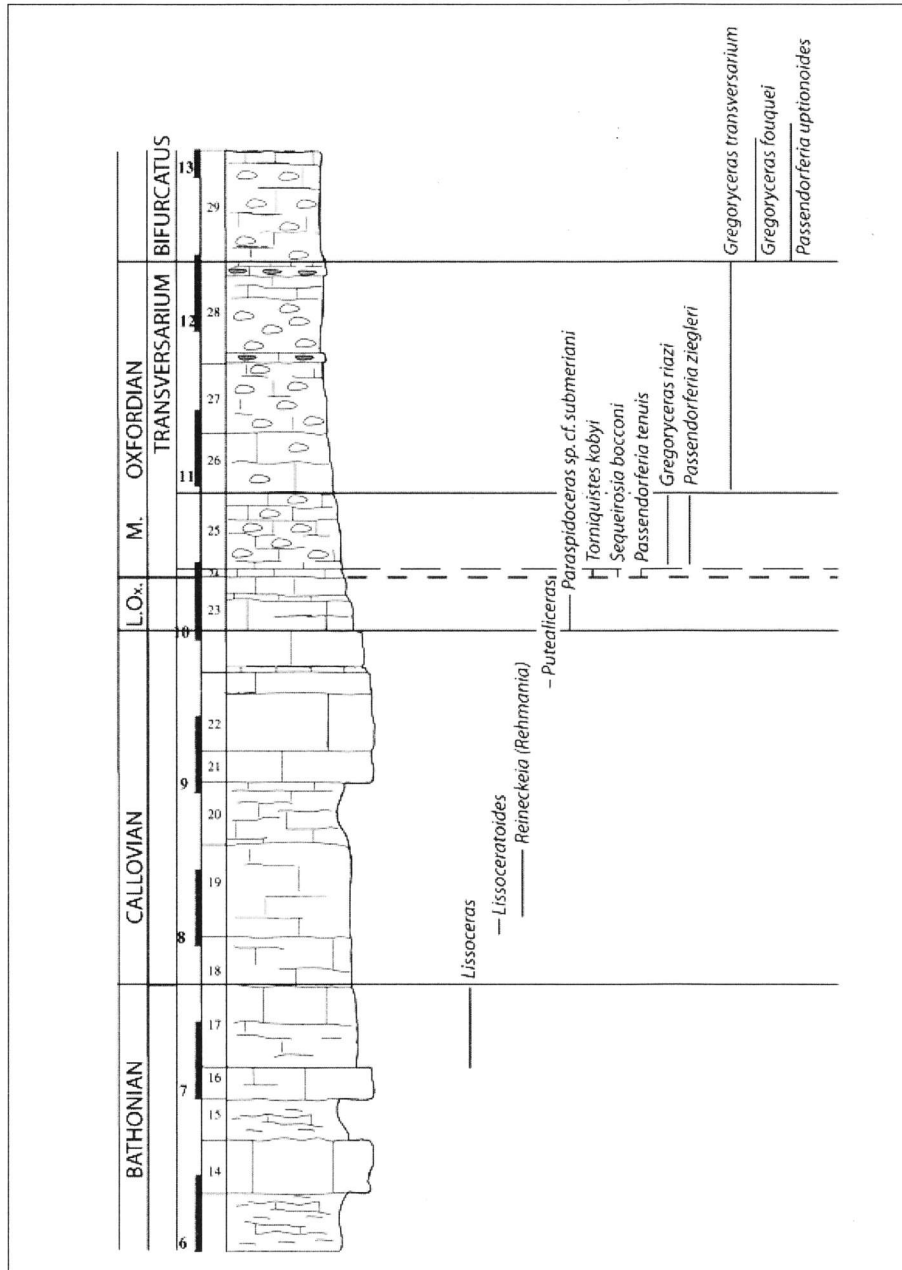 BIFURCATUS
TRANSVERSARIUM
OXFORDIAN
M.
L.Ox.
CALLOVIAN
BATHONIAN
13
12
11
10
9
8
7
6
29
28
27
26
25
24
23
22
21
20
19
18
17
16
15
14
Lissoceras
Lissoceratoides
Reineckeia (Rehmania)
Putealiceras
Paraspidoceras sp. cf. submeriani
Torniquistes kobyi
Sequeirosia bocconi
Passendorferia tenuis
Gregoryceras riazi
Passendorferia ziegleri
Gregoryceras transversarium
Gregoryceras fouquei
Passendorferia uptionoides